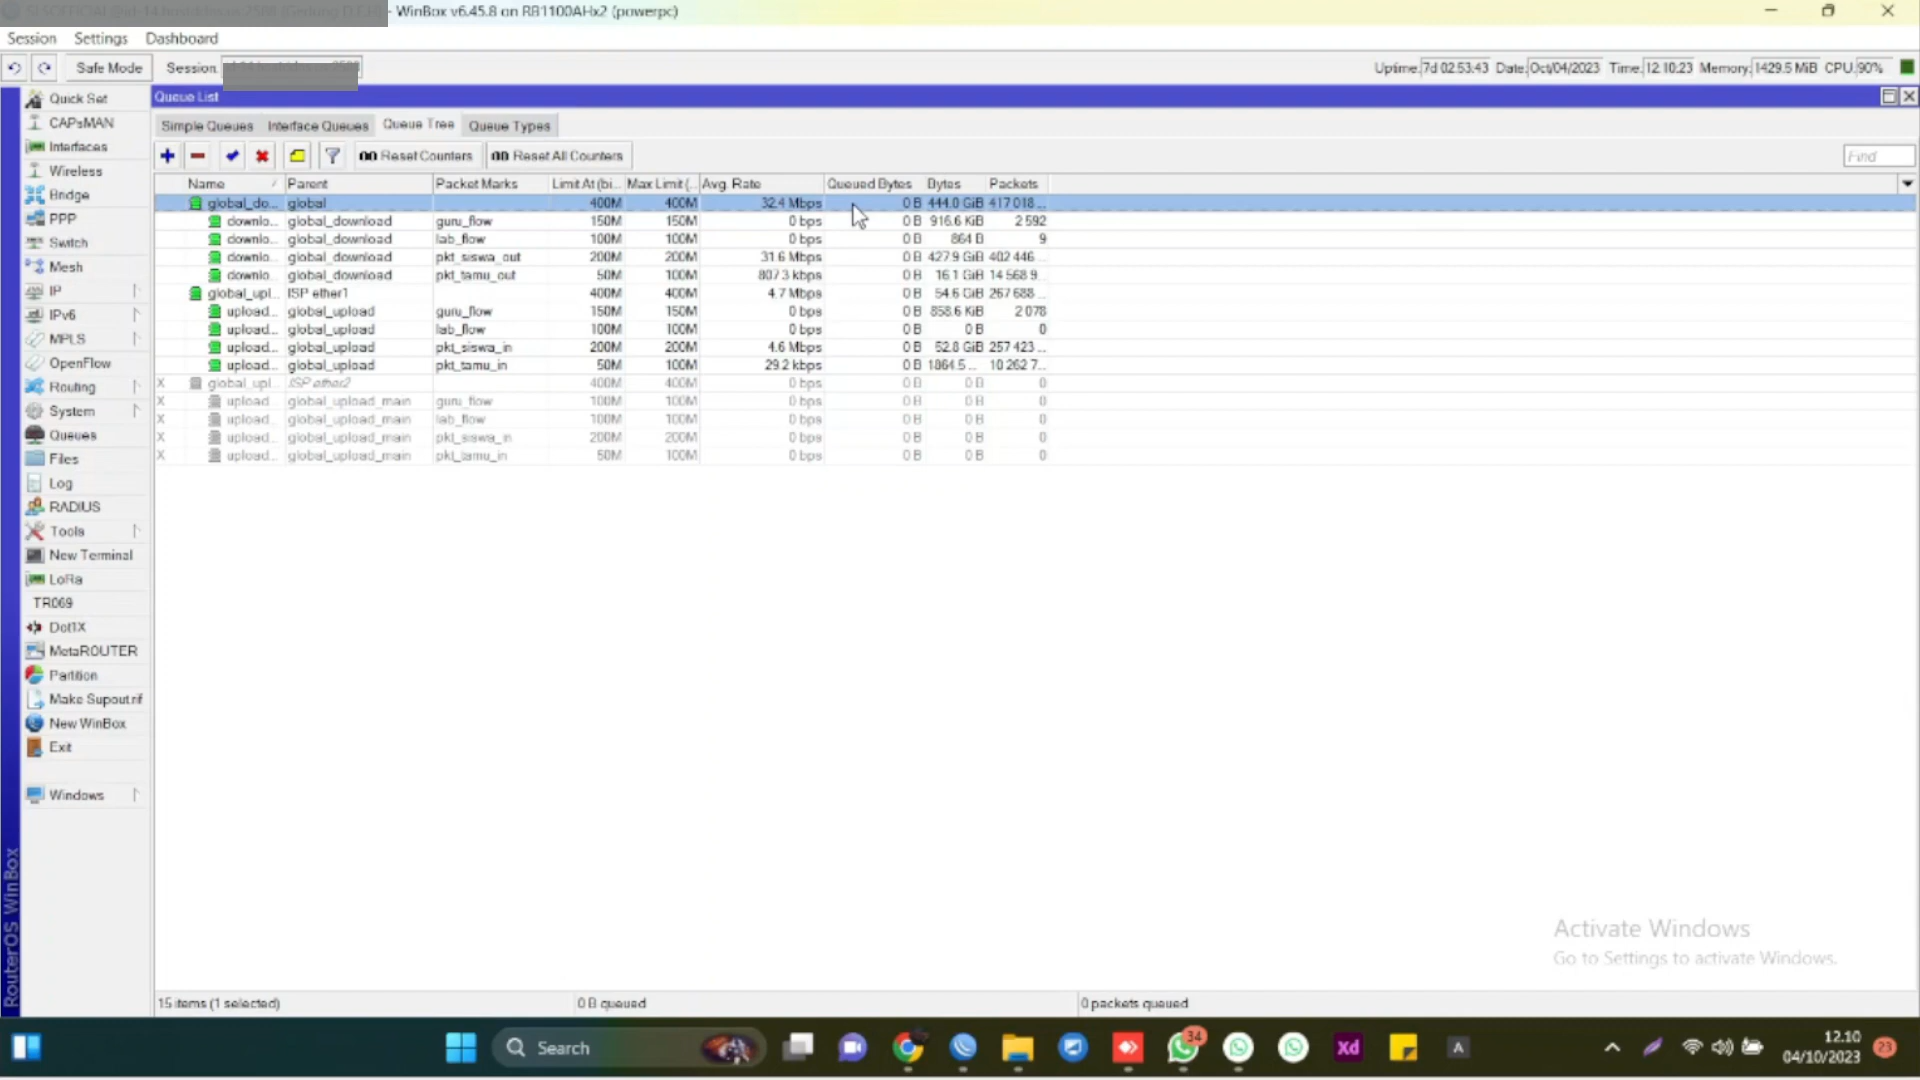 - WinBox v6.45.8 on RB1100AHx2 (powerpc)
Session Settings Dashboard
Safe Mode Session
Uptime: 7d 02:53:43 Date: Oct/04/2023 Time: 12:10:23 Memory: 1429.5 MiB CPU: 90%
Quick Set
CAPsMAN
Interfaces
Wireless
Bridge
PPP
Switch
Mesh
IP
IPv6
MPLS
OpenFlow
Routing
System
Queues
Files
Log
RADIUS
Tools
New Terminal
LoRa
TR069
Dot1X
MetaROUTER
Partition
Make Supout.rif
New WinBox
Exit
Windows
RouterOS WinBox
Queue List
Simple Queues Interface Queues Queue Tree Queue Types
00 Reset Counters 00 Reset All Counters
Find
Name Parent Packet Marks Limit At (bi... Max Limit (... Avg. Rate Queued Bytes Bytes Packets
global_do... global 400M 400M 32.4 Mbps 0 B 444.0 GiB 417 018 ...
downlo... global_download guru_flow 150M 150M 0 bps 0 B 916.6 KiB 2 592
downlo... global_download lab_flow 100M 100M 0 bps 0 B 864 B 9
downlo... global_download pkt_siswa_out 200M 200M 31.6 Mbps 0 B 427.9 GiB 402 446 ...
downlo... global_download pkt_tamu_out 50M 100M 807.3 kbps 0 B 16.1 GiB 14 568 9...
global_upl... ISP ether1 400M 400M 4.7 Mbps 0 B 54.6 GiB 267 688 ...
upload... global_upload guru_flow 150M 150M 0 bps 0 B 858.6 KiB 2 078
upload... global_upload lab_flow 100M 100M 0 bps 0 B 0 B 0
upload... global_upload pkt_siswa_in 200M 200M 4.6 Mbps 0 B 52.8 GiB 257 423 ...
upload... global_upload pkt_tamu_in 50M 100M 29.2 kbps 0 B 1864.5 ... 10 262 7...
X global_upl... ISP ether2 400M 400M 0 bps 0 B 0 B 0
X upload... global_upload_main guru_flow 100M 100M 0 bps 0 B 0 B 0
X upload... global_upload_main lab_flow 100M 100M 0 bps 0 B 0 B 0
X upload... global_upload_main pkt_siswa_in 200M 200M 0 bps 0 B 0 B 0
X upload... global_upload_main pkt_tamu_in 50M 100M 0 bps 0 B 0 B 0
Activate Windows
Go to Settings to activate Windows.
15 items (1 selected) 0 B queued 0 packets queued
Search
34
Xd
A
12.10
04/10/2023
23